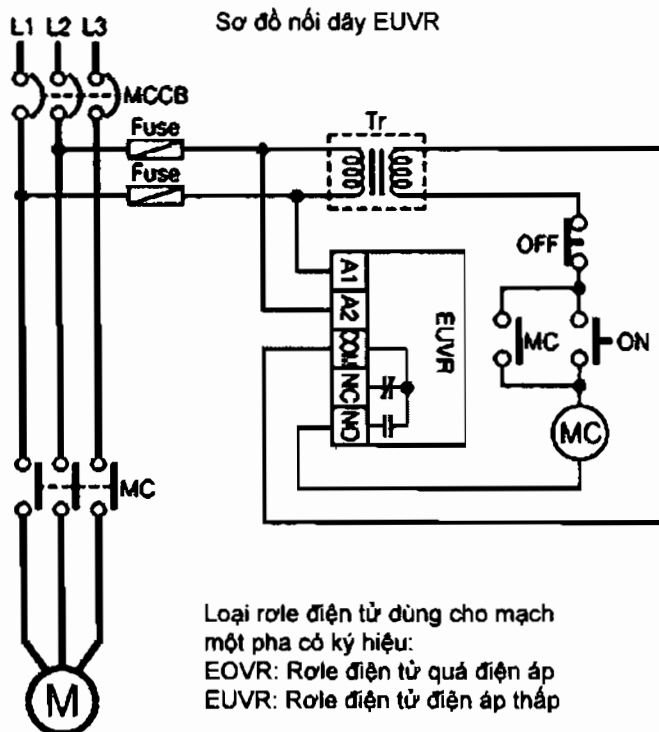 Sơ đồ nối dây EUVR
L1 L2 L3
MCCB
Fuse
Fuse
Tr
OFF
A1
A2
COM
NC
NO
EUVR
MC
ON
MC
MC
M
Loại rơle điện tử dùng cho mạch
một pha có ký hiệu:
EOVR: Rơle điện tử quá điện áp
EUVR: Rơle điện tử điện áp thấp